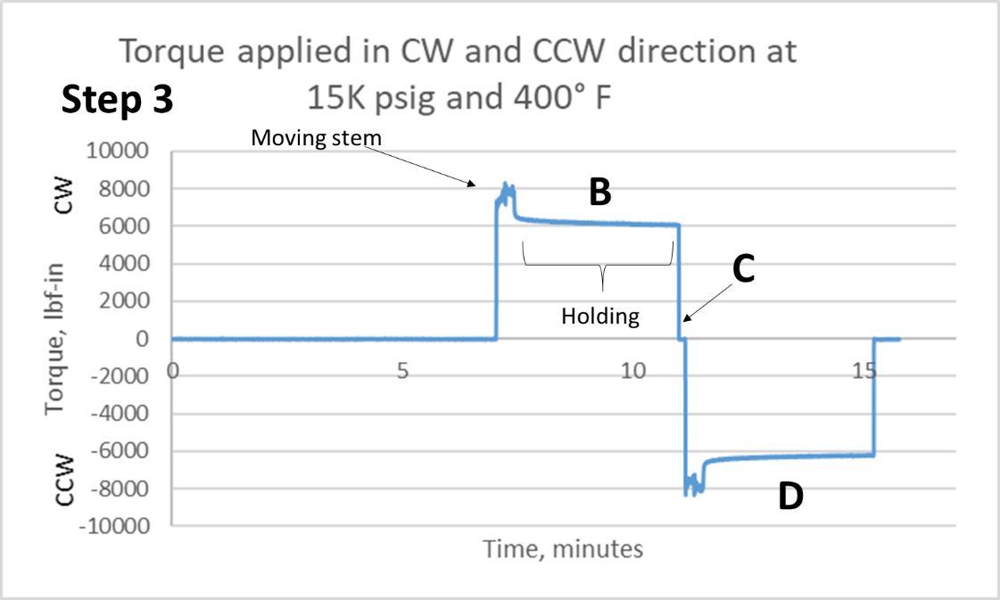 Torque applied in CW and CCW direction at
Step 3
15K psig and 400° F
Moving stem
10000
CW
8000
B
6000
4000
C
2000
Holding
0
Torque, lbf-in
0
5
10
15
-2000
-4000
-6000
CCW
-8000
D
-10000
Time, minutes